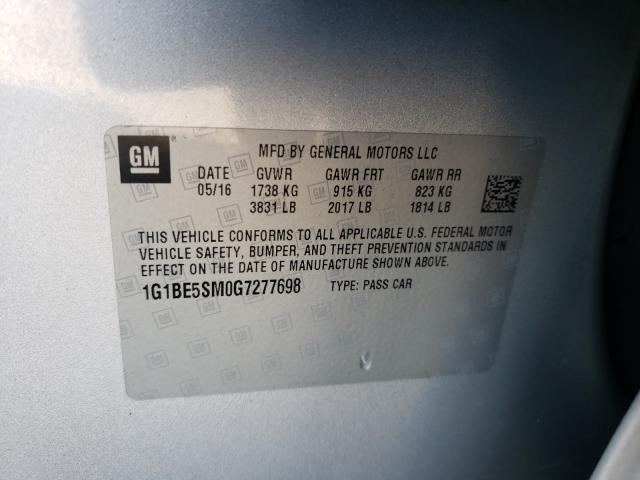 GM
MFD BY GENERAL MOTORS LLC
DATE GVWR GAWR FRT GAWR RR
05/16 1738 KG 915 KG 823 KG
3831 LB 2017 LB 1814 LB
THIS VEHICLE CONFORMS TO ALL APPLICABLE U.S. FEDERAL MOTOR
VEHICLE SAFETY, BUMPER, AND THEFT PREVENTION STANDARDS IN
EFFECT ON THE DATE OF MANUFACTURE SHOWN ABOVE.
1G1BE5SM0G7277698 TYPE: PASS CAR